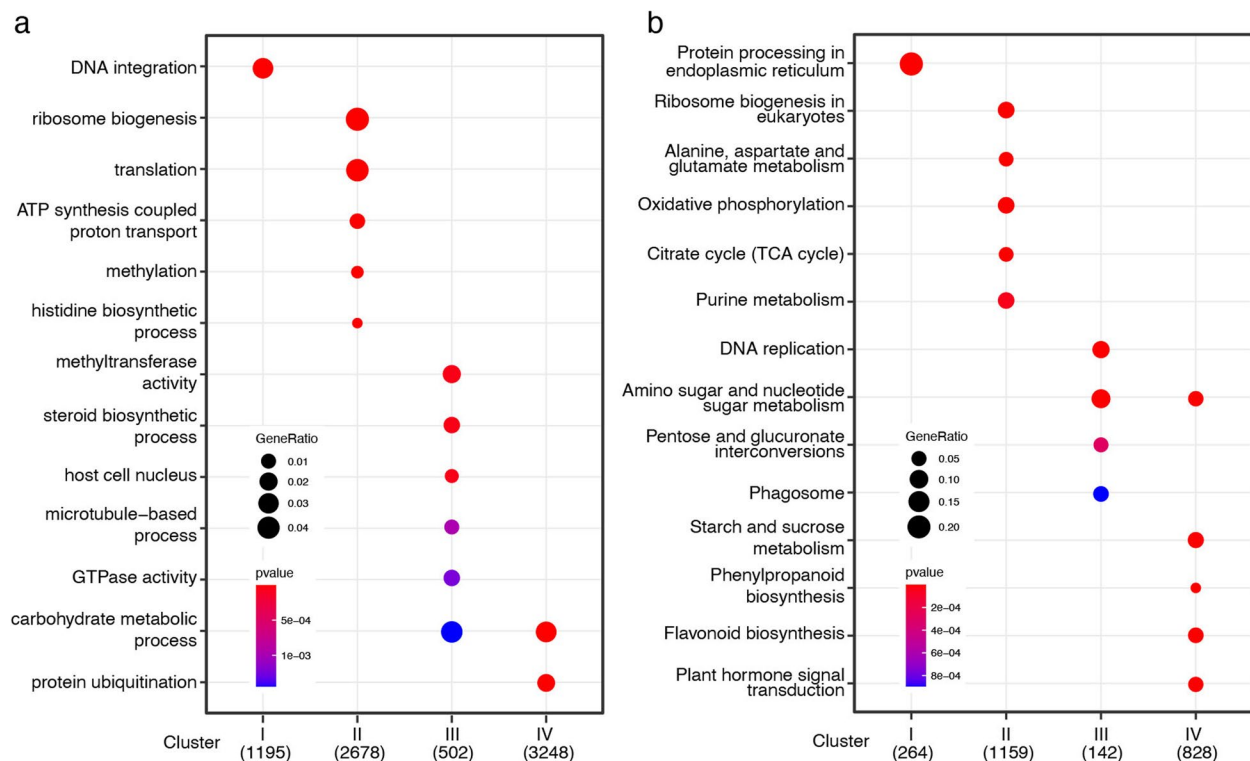 a
DNA integration
ribosome biogenesis
translation
ATP synthesis coupled
proton transport
methylation
histidine biosynthetic
process
methyltransferase
activity
steroid biosynthetic
process
host cell nucleus
microtubule−based
process
GTPase activity
carbohydrate metabolic
process
protein ubiquitination
GeneRatio
0.01
0.02
0.03
0.04
pvalue
5e−04
1e−03
Cluster
I
(1195)
II
(2678)
III
(502)
IV
(3248)
b
Protein processing in
endoplasmic reticulum
Ribosome biogenesis in
eukaryotes
Alanine, aspartate and
glutamate metabolism
Oxidative phosphorylation
Citrate cycle (TCA cycle)
Purine metabolism
DNA replication
Amino sugar and nucleotide
sugar metabolism
Pentose and glucuronate
interconversions
Phagosome
Starch and sucrose
metabolism
Phenylpropanoid
biosynthesis
Flavonoid biosynthesis
Plant hormone signal
transduction
GeneRatio
0.05
0.10
0.15
0.20
pvalue
2e−04
4e−04
6e−04
8e−04
Cluster
I
(264)
II
(1159)
III
(142)
IV
(828)